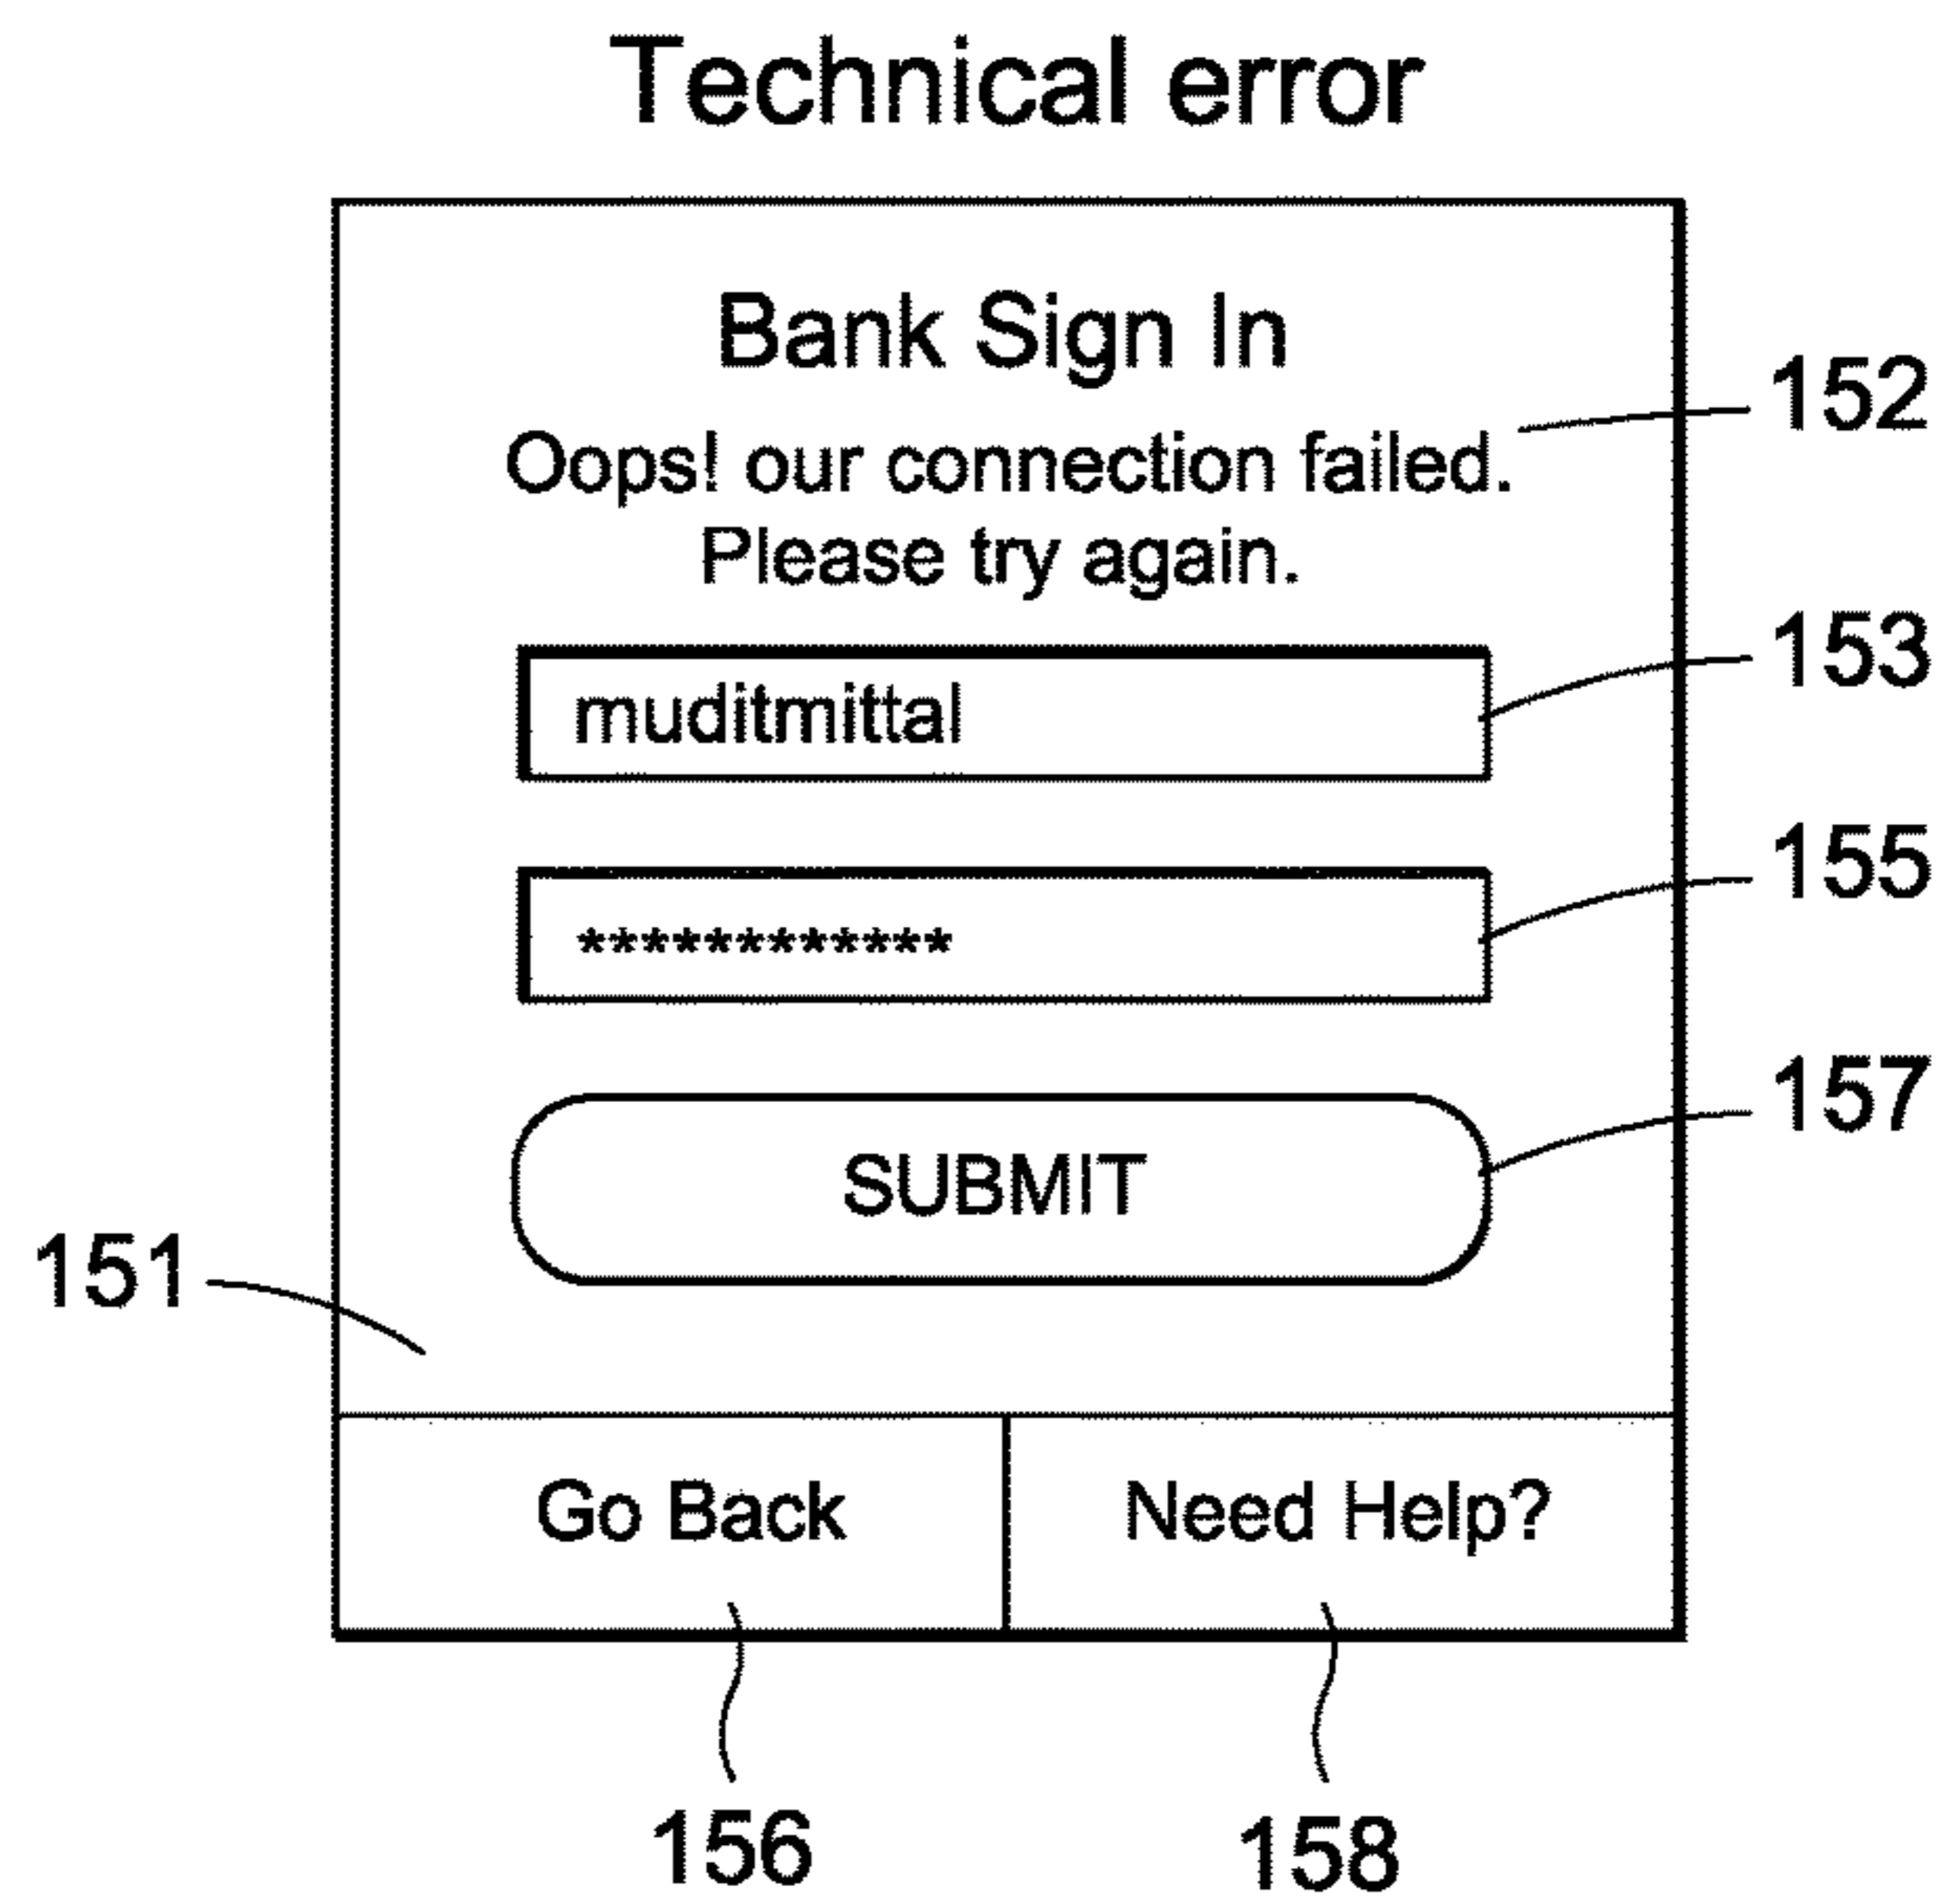 Technical error
Bank Sign In
152
Oops! our connection failed.
Please try again.
153
muditmittal
155
************
157
SUBMIT
151
Go Back
Need Help?
156
158